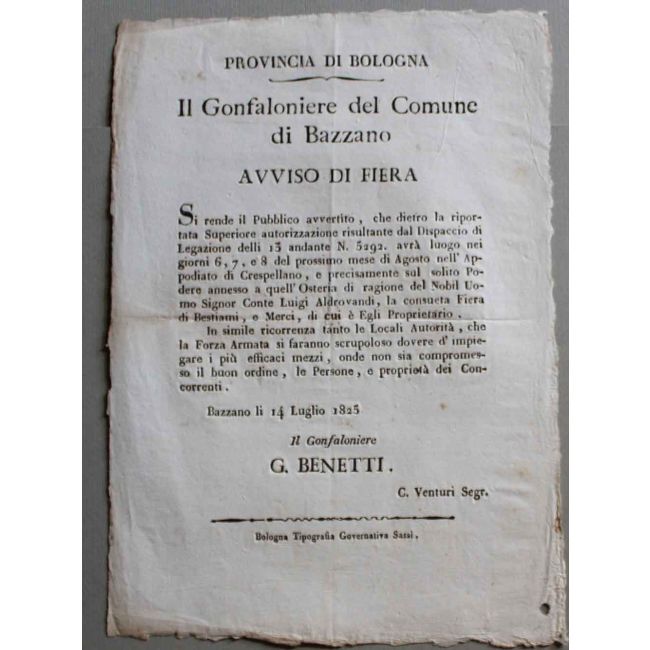 PROVINCIA DI BOLOGNA
Il Gonfaloniere del Comune
di Bazzano
AVVISO DI FIERA
Si rende il Pubblico avvertito, che dietro la ripor-
tata Superiore autorizzazione risultante dal Dispaccio di
Legazione delli 13 andante N. 5292. avrà luogo nei
giorni 6, 7, e 8 del prossimo mese di Agosto nell' Ap-
podiato di Crespellano, e precisamente sul solito Po-
dere annesso a quell' Osteria di ragione del Nobil Uo-
mo Signor Conte Luigi Aldrovandi, la consueta Fiera
di Bestiami, e Merci, di cui è Egli Proprietario.
In simile ricorrenza tanto le Locali Autorità, che
la Forza Armata si faranno scrupoloso dovere d' impie-
gare i più efficaci mezzi, onde non sia compromes-
so il buon ordine, le Persone, e proprietà dei Con-
correnti.
Bazzano li 14 Luglio 1825
Il Gonfaloniere
G. BENETTI.
C. Venturi Segr.
Bologna Tipografia Governativa Sassi.